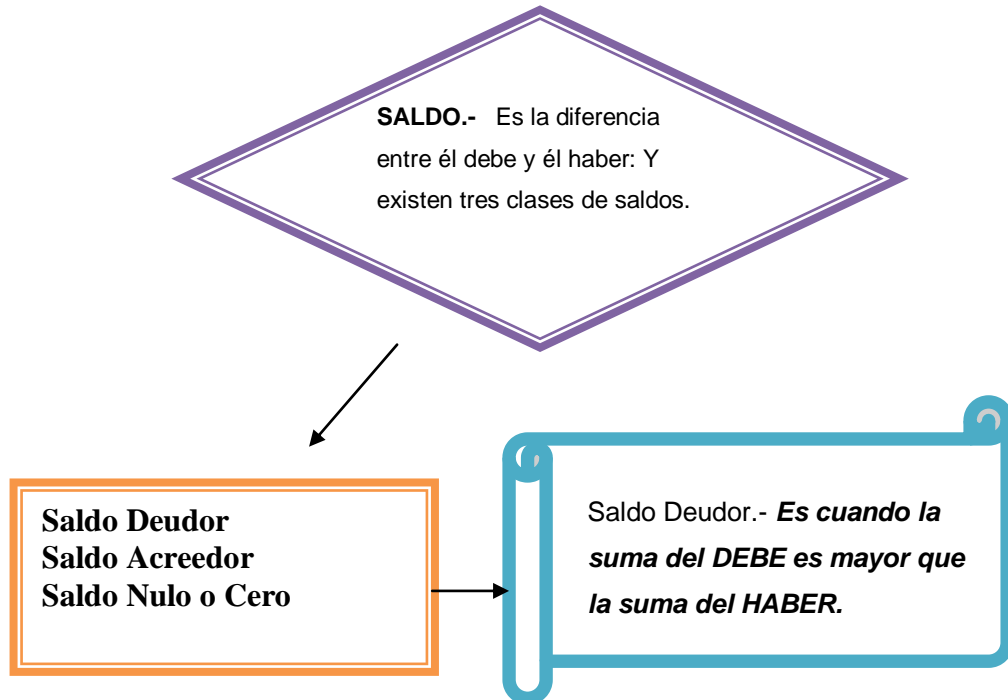 SALDO.- Es la diferencia
entre él debe y él haber: Y
existen tres clases de saldos.
Saldo Deudor
Saldo Acreedor
Saldo Nulo o Cero
Saldo Deudor.- Es cuando la
suma del DEBE es mayor que
la suma del HABER.